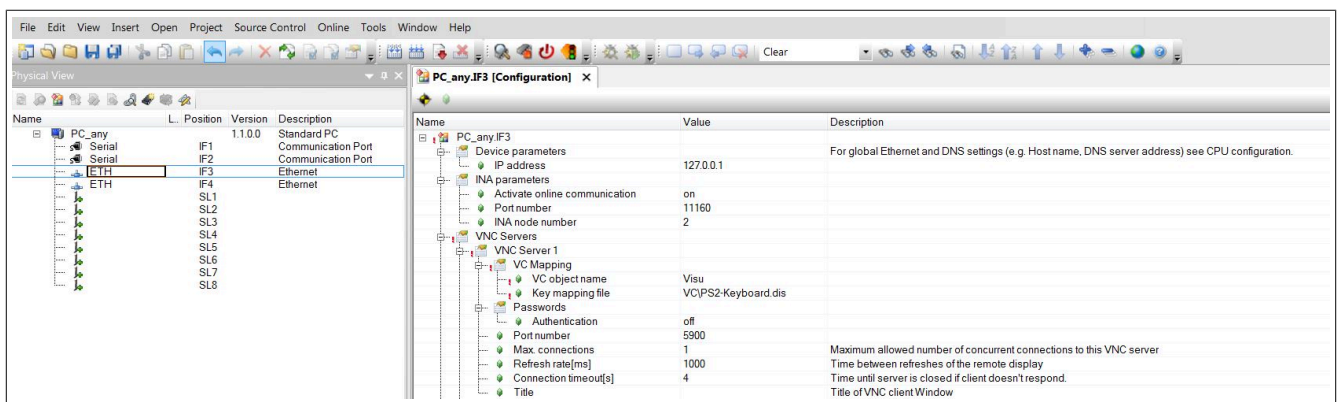 File Edit View Insert Open Project Source Control Online Tools Window Help
Clear
Physical View
PC_any.IF3 [Configuration] X
Name L.. Position Version Description
PC_any 1.1.0.0 Standard PC
Serial IF1 Communication Port
Serial IF2 Communication Port
ETH IF3 Ethernet
ETH IF4 Ethernet
SL1
SL2
SL3
SL4
SL5
SL6
SL7
SL8
Name Value Description
PC_any.IF3
Device parameters For global Ethernet and DNS settings (e.g. Host name, DNS server address) see CPU configuration.
IP address 127.0.0.1
INA parameters
Activate online communication on
Port number 11160
INA node number 2
VNC Servers
VNC Server 1
VC Mapping
VC object name Visu
Key mapping file VC\PS2-Keyboard.dis
Passwords
Authentication off
Port number 5900
Max. connections 1 Maximum allowed number of concurrent connections to this VNC server
Refresh rate[ms] 1000 Time between refreshes of the remote display
Connection timeout[s] 4 Time until server is closed if client doesn't respond.
Title Title of VNC client Window